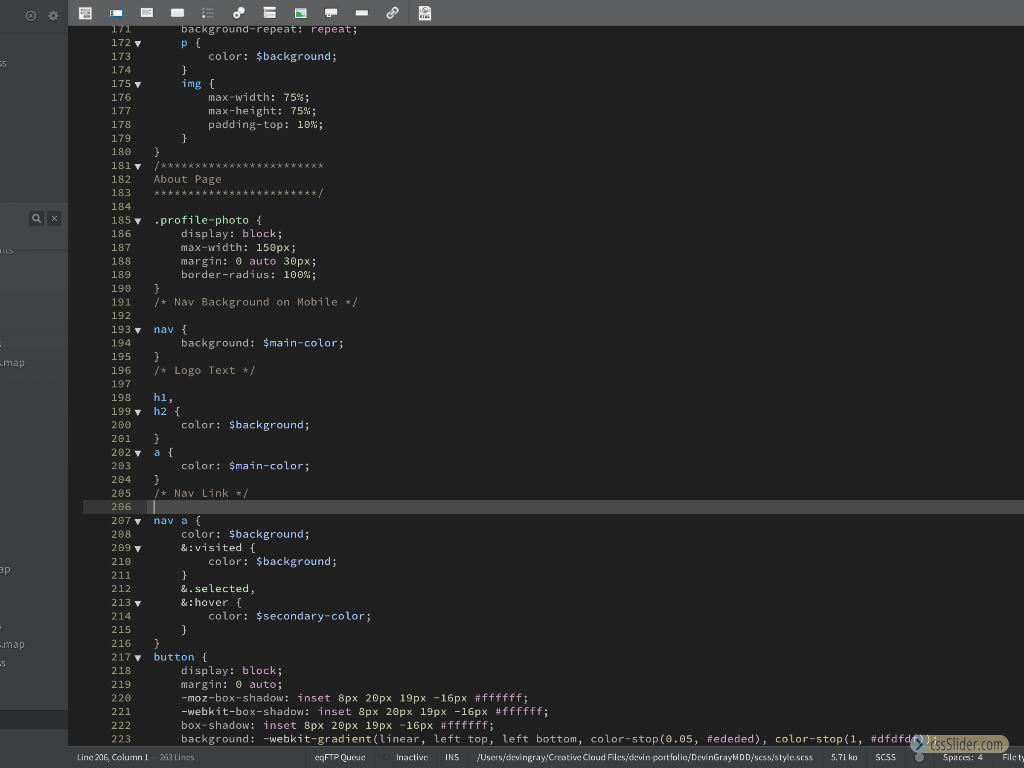 171 background-repeat: repeat;
172 p {
173 color: $background;
174 }
175 img {
176 max-width: 75%;
177 max-height: 75%;
178 padding-top: 10%;
179 }
180 }
181 /************************
182 About Page
183 ************************/
184
185 .profile-photo {
186 display: block;
187 max-width: 150px;
188 margin: 0 auto 30px;
189 border-radius: 100%;
190 }
191 /* Nav Background on Mobile */
192
193 nav {
194 background: $main-color;
195 }
196 /* Logo Text */
197
198 h1,
199 h2 {
200 color: $background;
201 }
202 a {
203 color: $main-color;
204 }
205 /* Nav Link */
206
207 nav a {
208 color: $background;
209 &:visited {
210 color: $background;
211 }
212 &.selected,
213 &:hover {
214 color: $secondary-color;
215 }
216 }
217 button {
218 display: block;
219 margin: 0 auto;
220 -moz-box-shadow: inset 8px 20px 19px -16px #ffffff;
221 -webkit-box-shadow: inset 8px 20px 19px -16px #ffffff;
222 box-shadow: inset 8px 20px 19px -16px #ffffff;
223 background: -webkit-gradient(linear, left top, left bottom, color-stop(0.05, #ededed), color-stop(1, #dfdfdf));
cssSlider.com
Line 206, Column 1 — 263 Lines eqFTP Queue Inactive INS /Users/devingray/Creative Cloud Files/devin-portfolio/DevinGrayMDD/scss/style.scss 5.71 ko SCSS Spaces: 4 File ty
ss
.map
ap
.map
ss
HTML